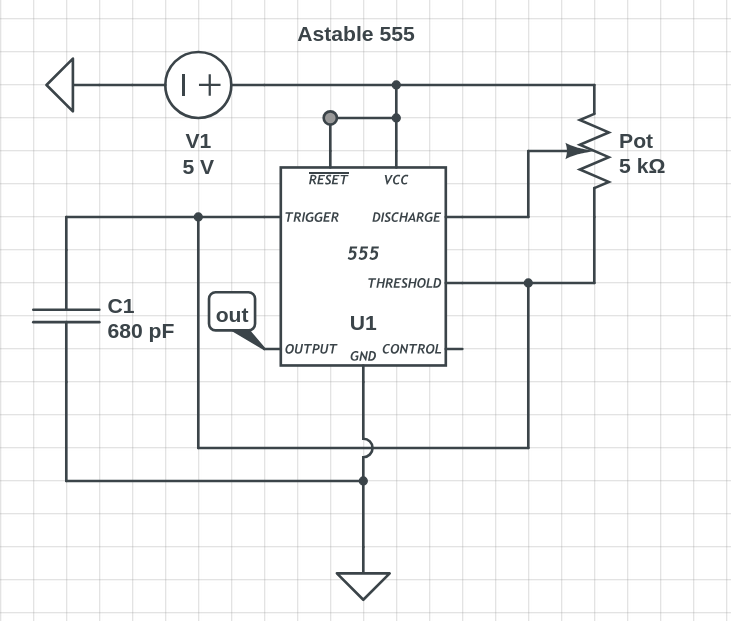 Astable 555
V1
5 V
Pot
5 kΩ
RESET
VCC
TRIGGER
DISCHARGE
555
THRESHOLD
C1
680 pF
out
U1
OUTPUT
GND
CONTROL